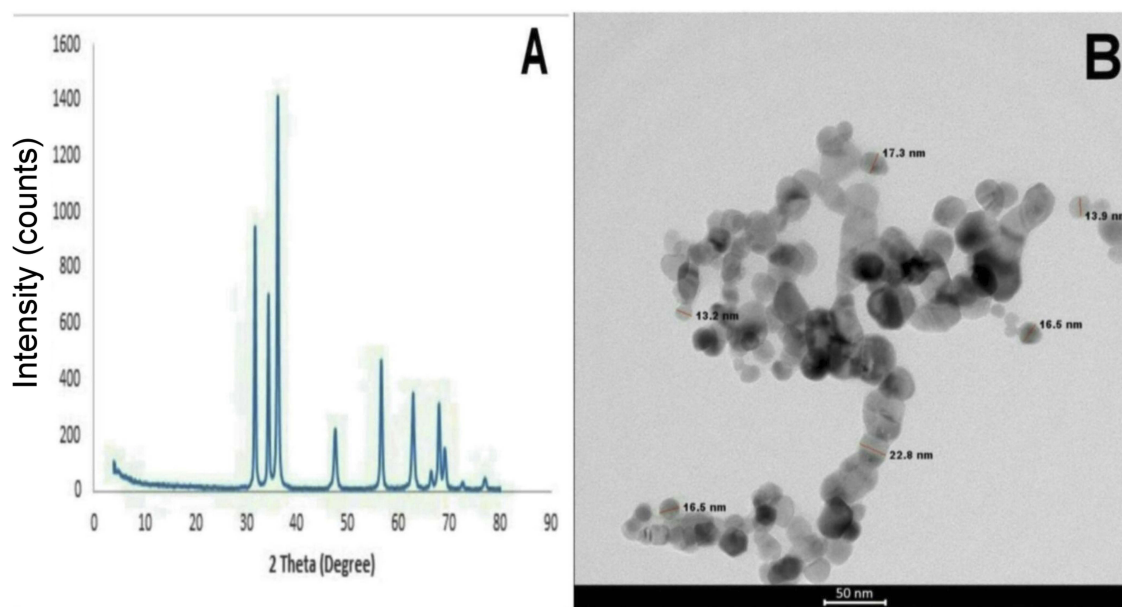 A
1600
1400
1200
1000
800
600
400
200
0
Intensity (counts)
0 10 20 30 40 50 60 70 80 90
2 Theta (Degree)
B
17.3 nm
13.9 nm
13.2 nm
16.5 nm
22.8 nm
16.5 nm
50 nm